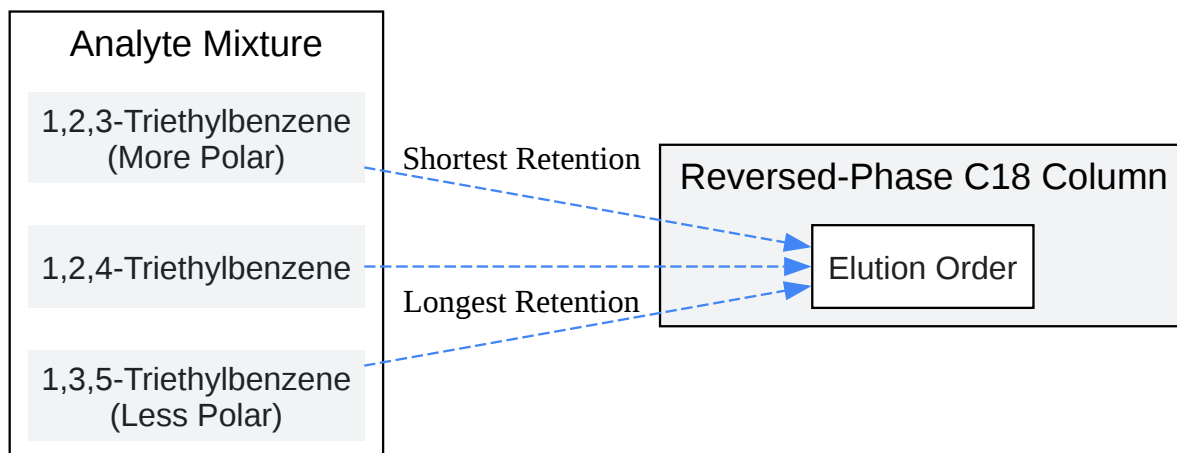 Analyte Mixture
1,2,3-Triethylbenzene
(More Polar)
1,2,4-Triethylbenzene
1,3,5-Triethylbenzene
(Less Polar)
Shortest Retention
Longest Retention
Reversed-Phase C18 Column
Elution Order